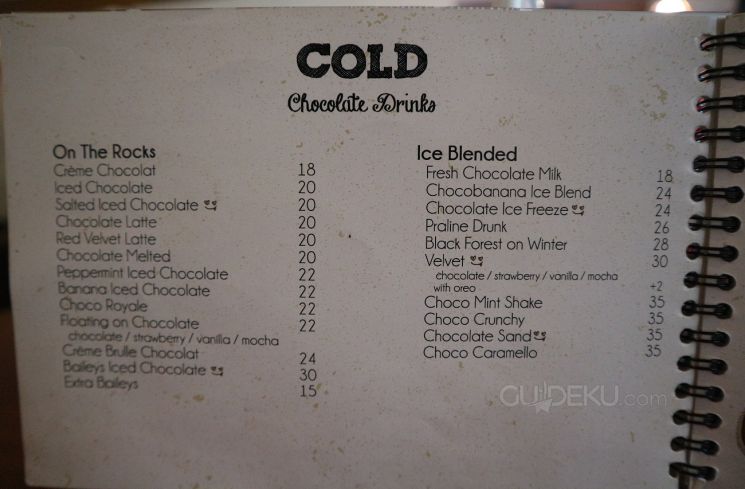 COLD
Chocolate Drinks
On The Rocks
Crème Chocolat 18
Iced Chocolate 20
Salted Iced Chocolate 20
Chocolate Latte 20
Red Velvet Latte 20
Chocolate Melted 20
Peppermint Iced Chocolate 22
Banana Iced Chocolate 22
Choco Royale 22
Floating on Chocolate 22
chocolate / strawberry / vanilla / mocha
Crème Brulle Chocolat 24
Baileys Iced Chocolate 30
Extra Baileys 15
Ice Blended
Fresh Chocolate Milk 18
Chocobanana Ice Blend 24
Chocolate Ice Freeze 24
Praline Drunk 26
Black Forest on Winter 28
Velvet 30
chocolate / strawberry / vanilla / mocha
with oreo +2
Choco Mint Shake 35
Choco Crunchy 35
Chocolate Sand 35
Choco Caramello 35
GUIDEKU.com